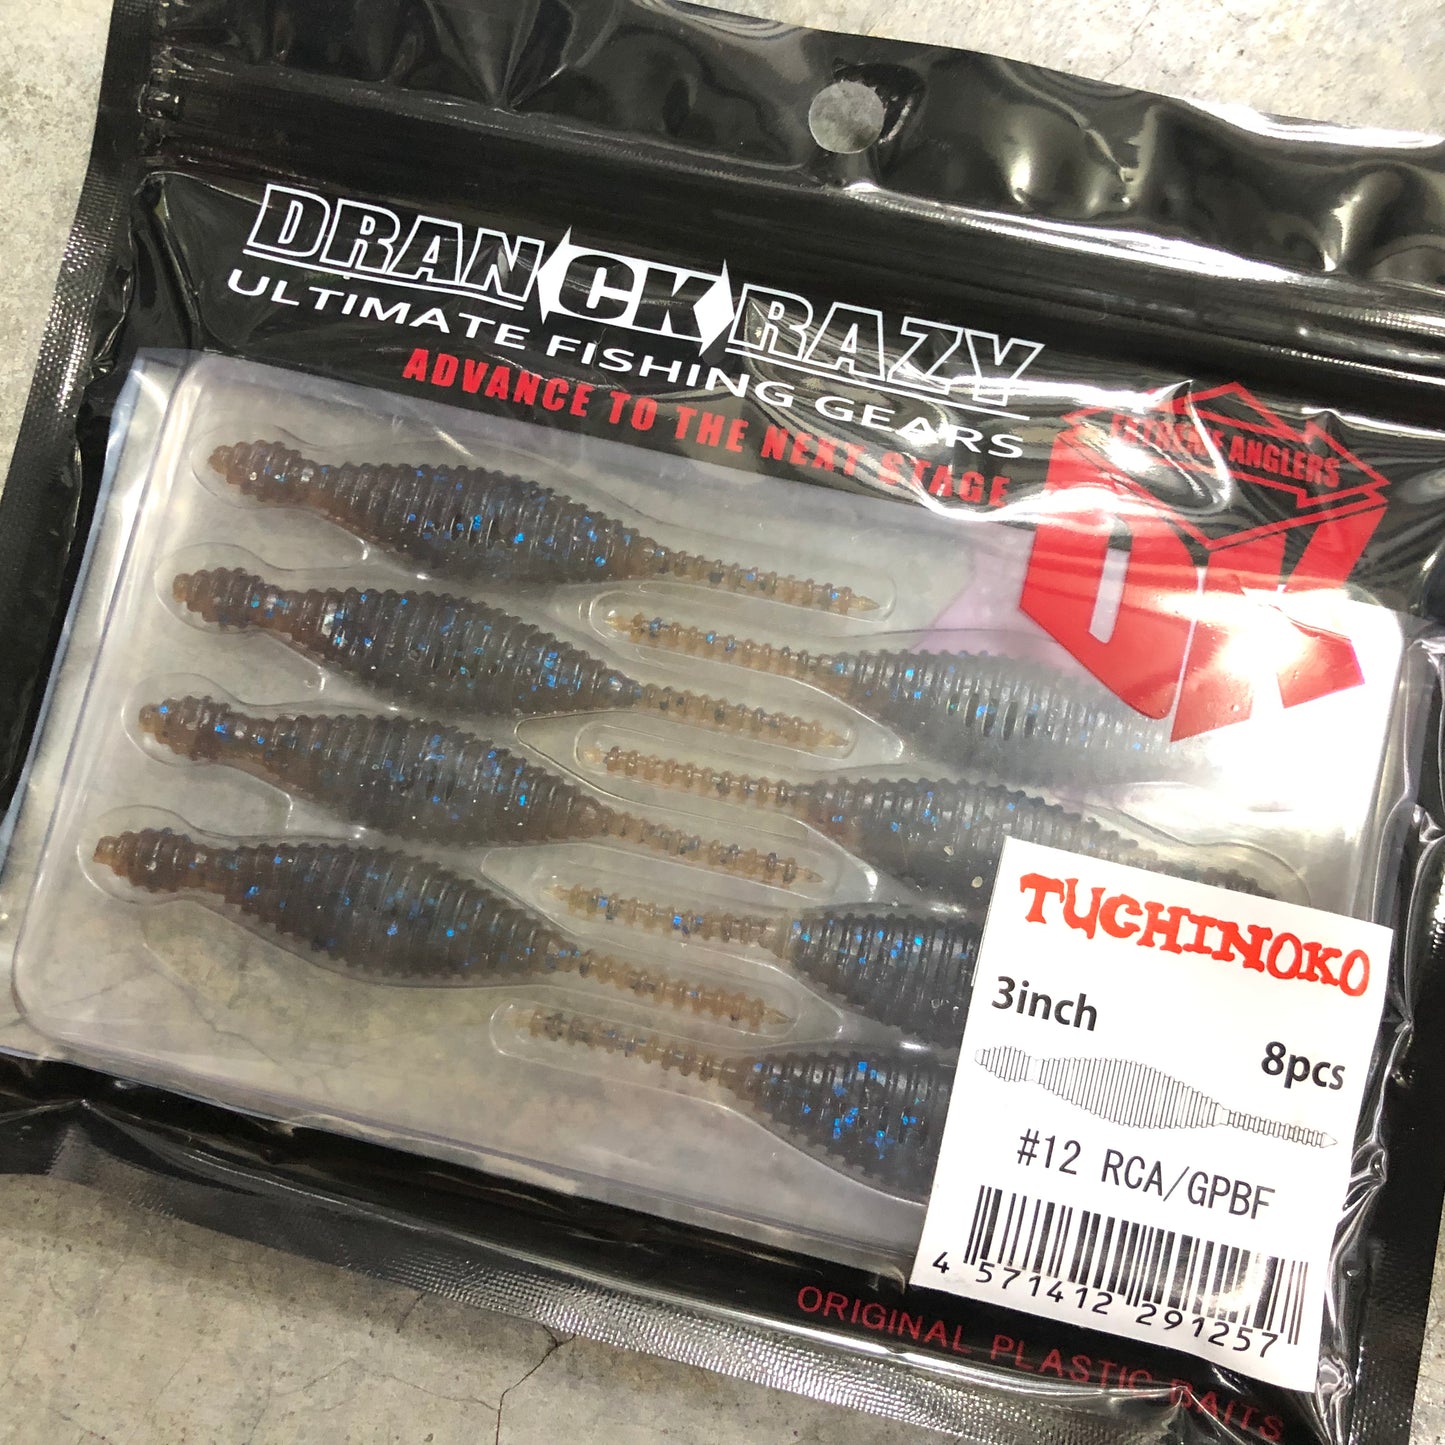 DRANCKRAZY
ULTIMATE FISHING GEARS
ADVANCE TO THE NEXT STAGE
EXTREME ANGLERS
TUCHINOKO
3inch
8pcs
#12 RCA/GPBF
4 571412 291257
ORIGINAL PLASTIC BAITS